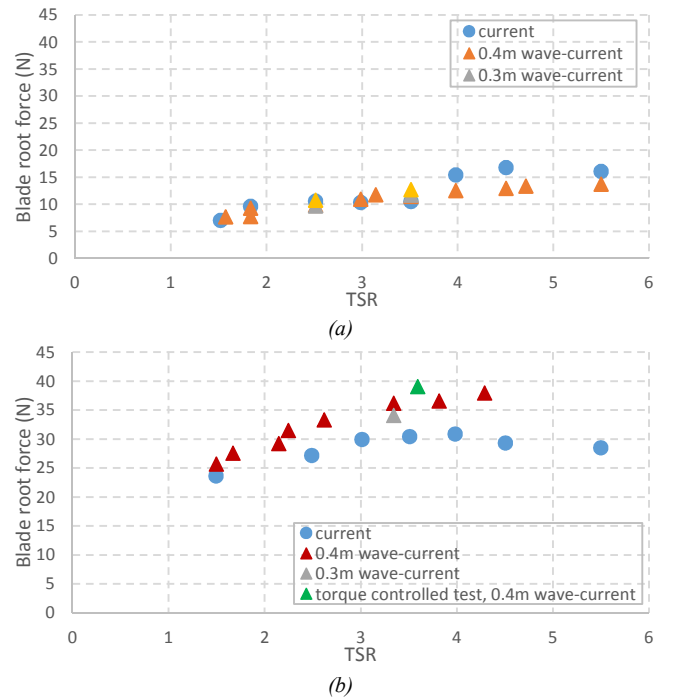 45
40
35
30
25
20
15
10
5
0
Blade root force (N)
current
0.4m wave-current
0.3m wave-current
0 1 2 3 4 5 6
TSR
(a)
45
40
35
30
25
20
15
10
5
0
Blade root force (N)
current
0.4m wave-current
0.3m wave-current
torque controlled test, 0.4m wave-current
0 1 2 3 4 5 6
TSR
(b)